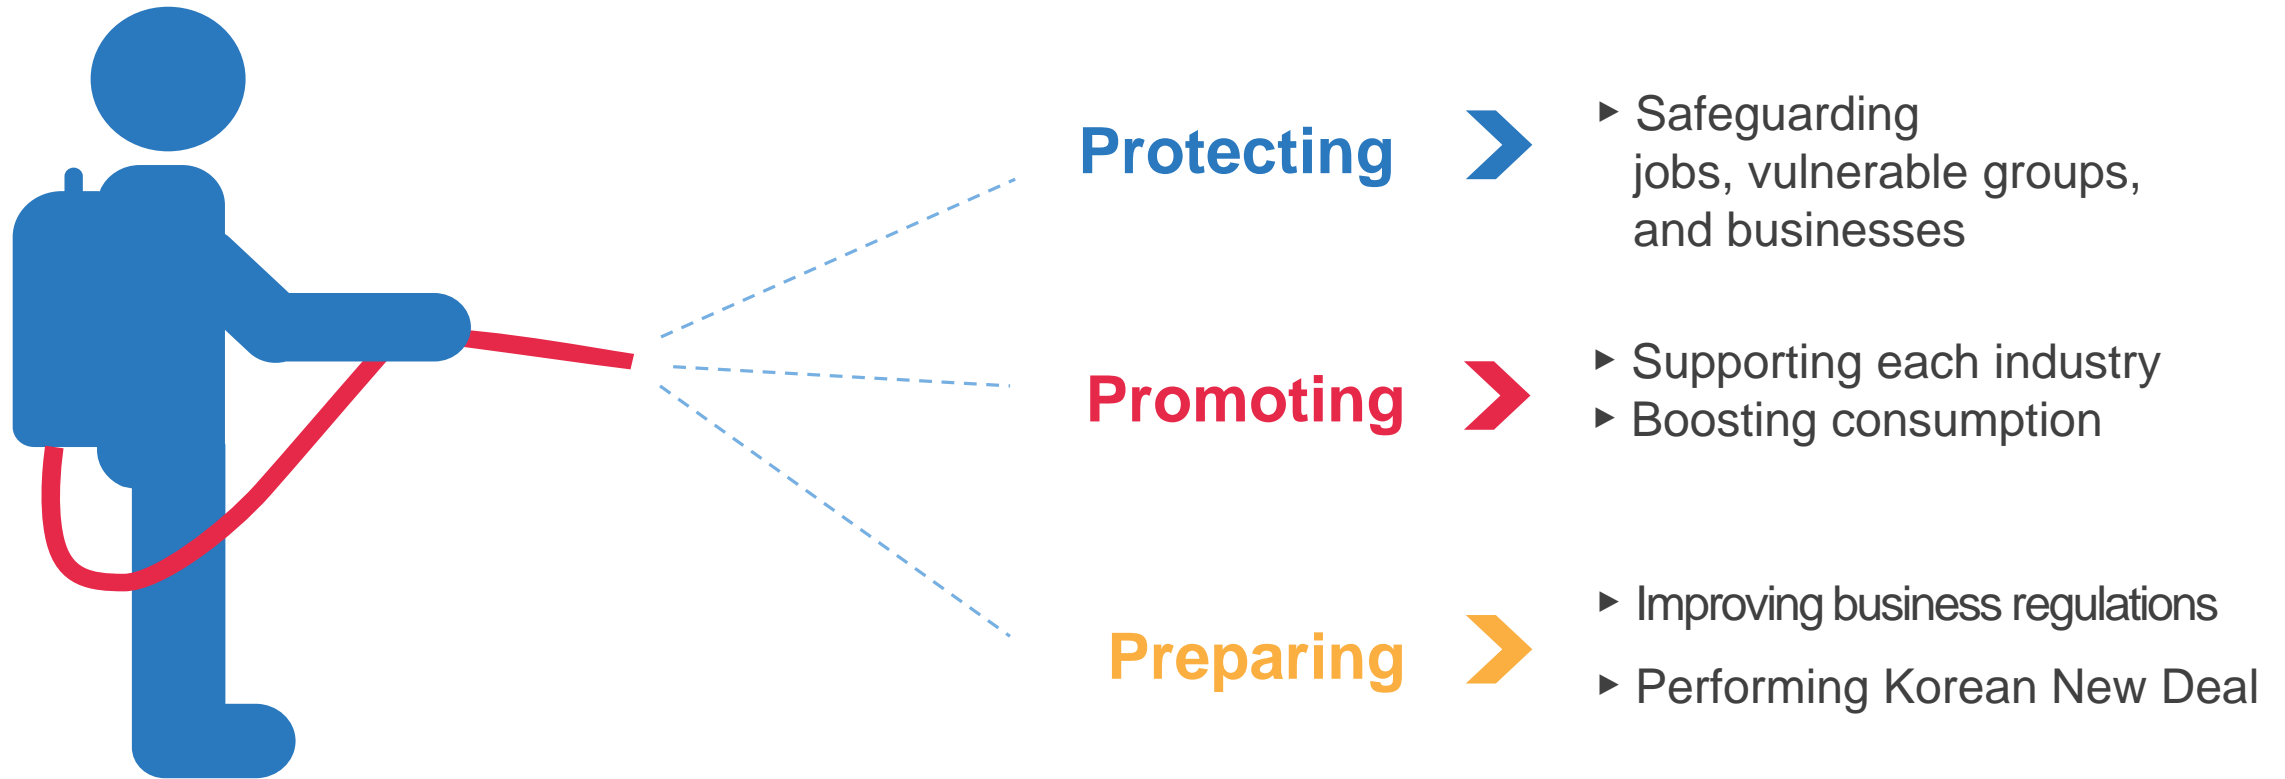 Protecting
▸ Safeguarding
jobs, vulnerable groups,
and businesses
Promoting
▸ Supporting each industry
▸ Boosting consumption
Preparing
▸ Improving business regulations
▸ Performing Korean New Deal